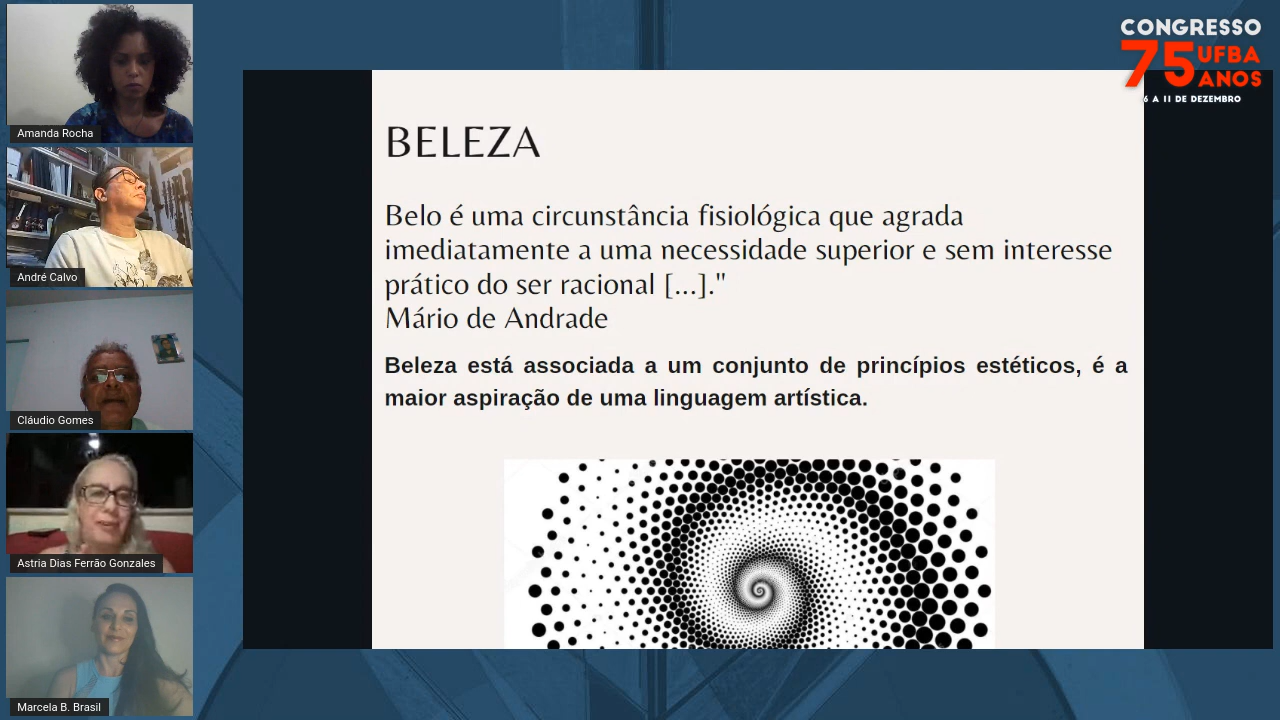 Amanda Rocha
André Calvo
Cláudio Gomes
Astria Dias Ferrão Gonzales
Marcela B. Brasil
BELEZA
Belo é uma circunstância fisiológica que agrada
imediatamente a uma necessidade superior e sem interesse
prático do ser racional [...]."
Mário de Andrade
Beleza está associada a um conjunto de princípios estéticos, é a
maior aspiração de uma linguagem artística.
CONGRESSO
75 UFBA
ANOS
6 A 11 DE DEZEMBRO